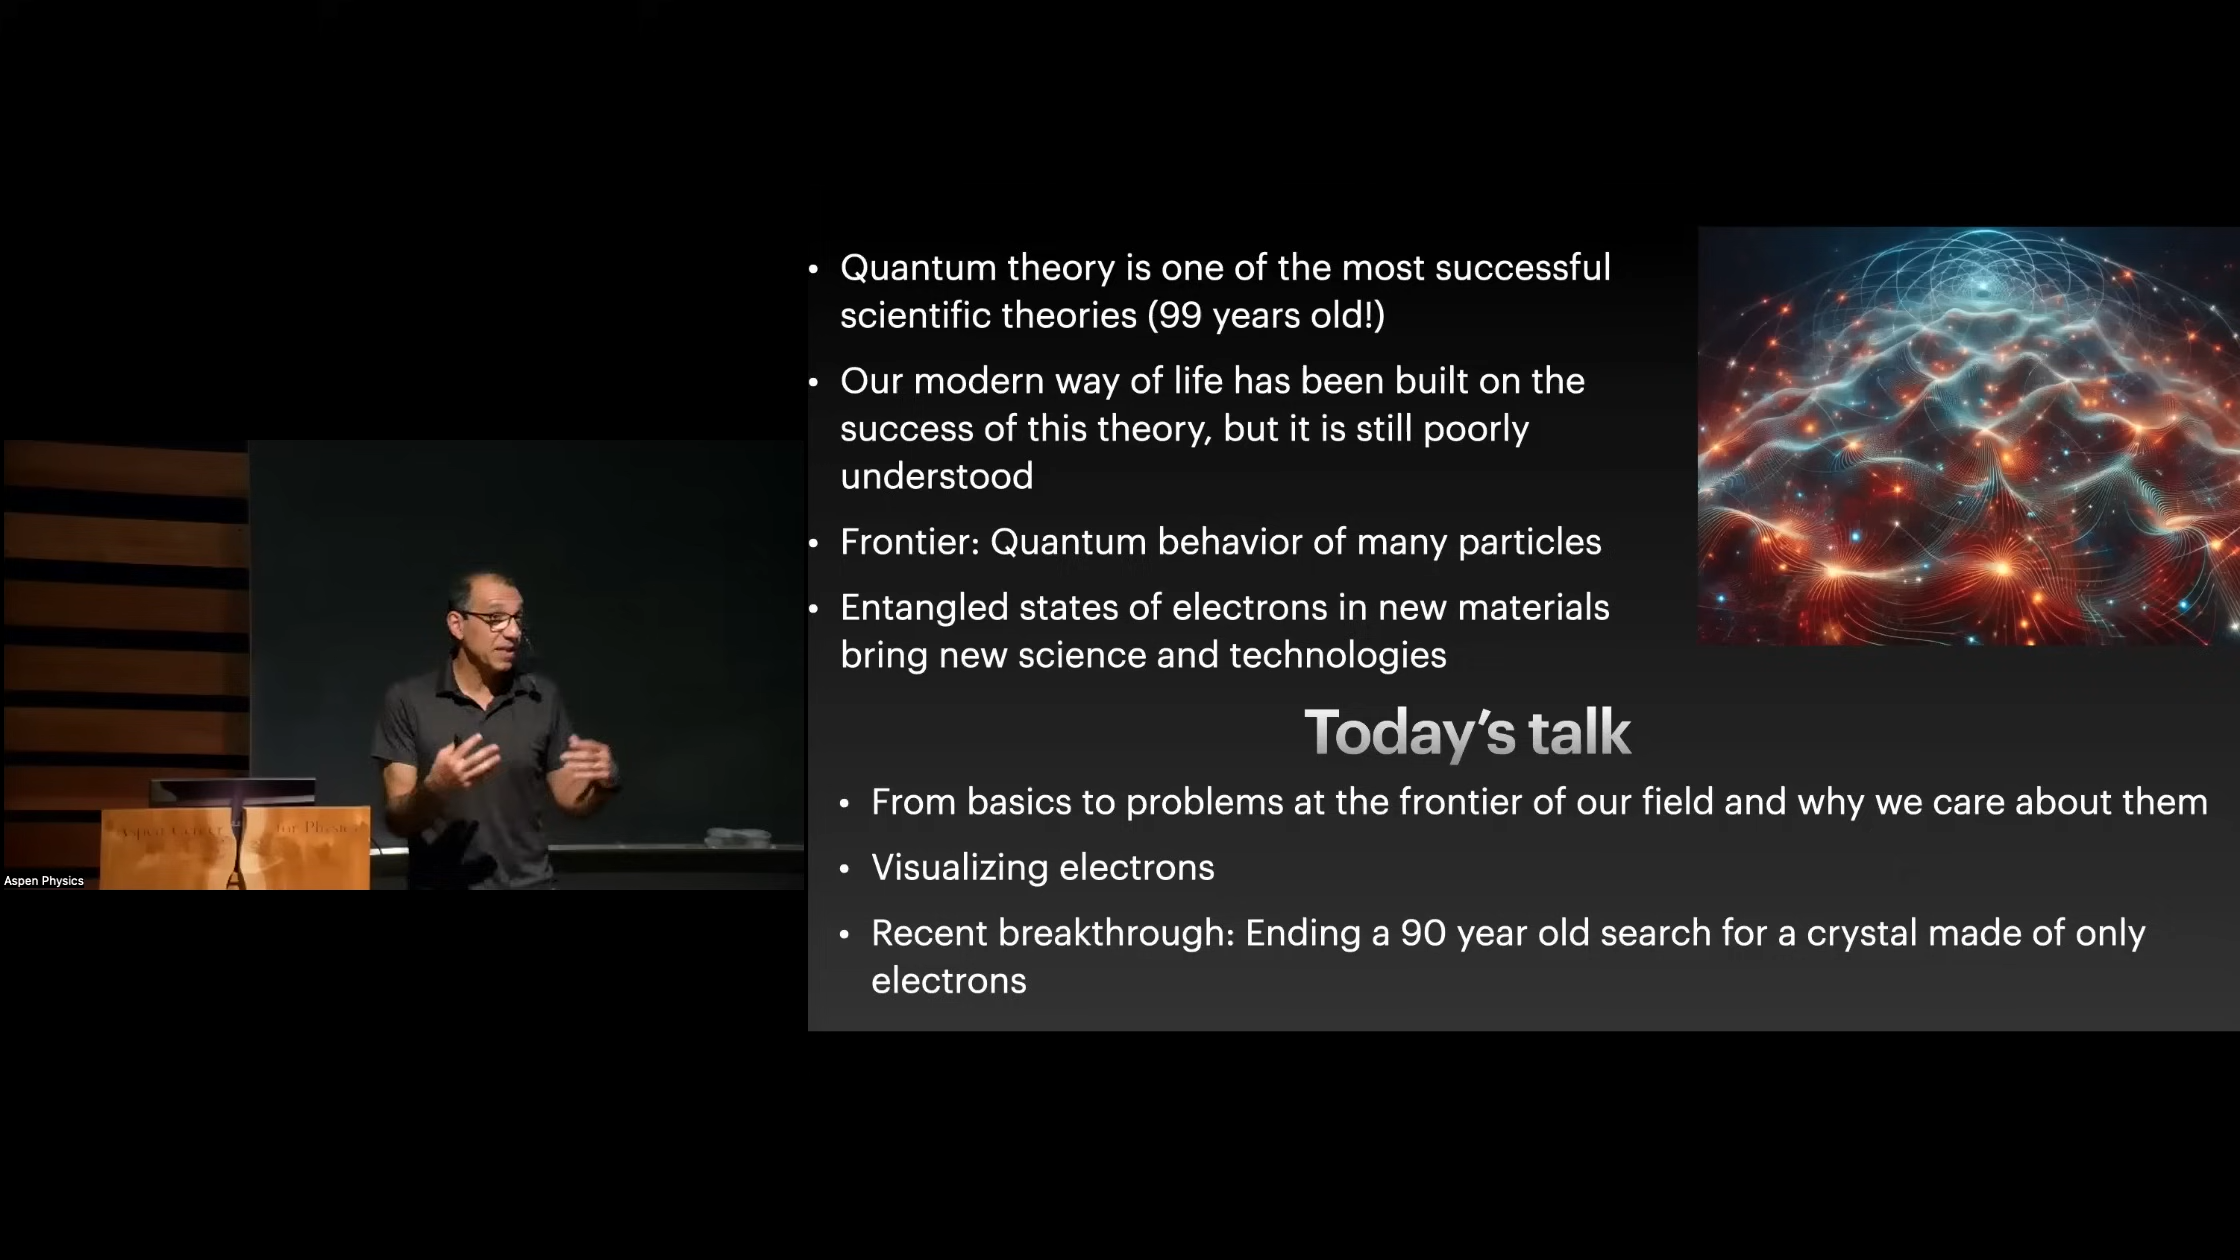 • Quantum theory is one of the most successful
scientific theories (99 years old!)
• Our modern way of life has been built on the
success of this theory, but it is still poorly
understood
• Frontier: Quantum behavior of many particles
• Entangled states of electrons in new materials
bring new science and technologies
Today's talk
• From basics to problems at the frontier of our field and why we care about them
• Visualizing electrons
• Recent breakthrough: Ending a 90 year old search for a crystal made of only
electrons
Aspen Center for Physics
Aspen Physics